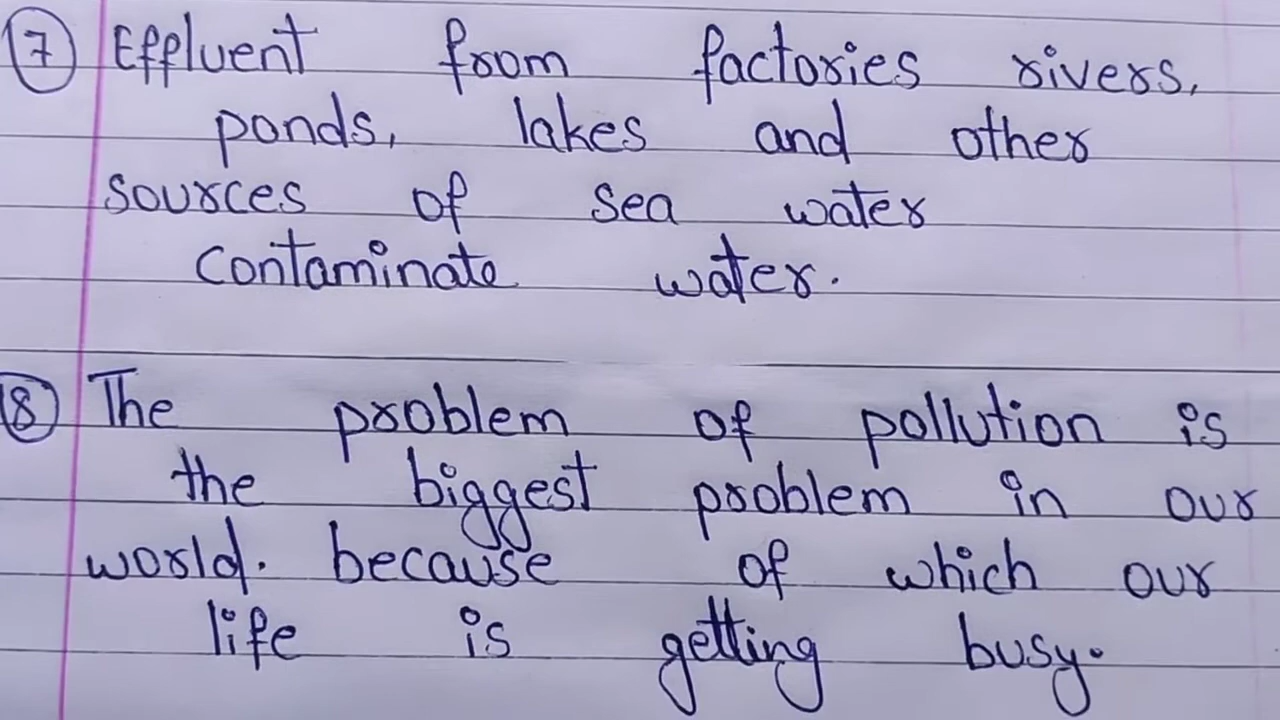 7 Effluent from factories rivers,
ponds, lakes and other
sources of sea water
contaminate water.
8 The problem of pollution is
the biggest problem in our
world. because of which our
life is getting busy.